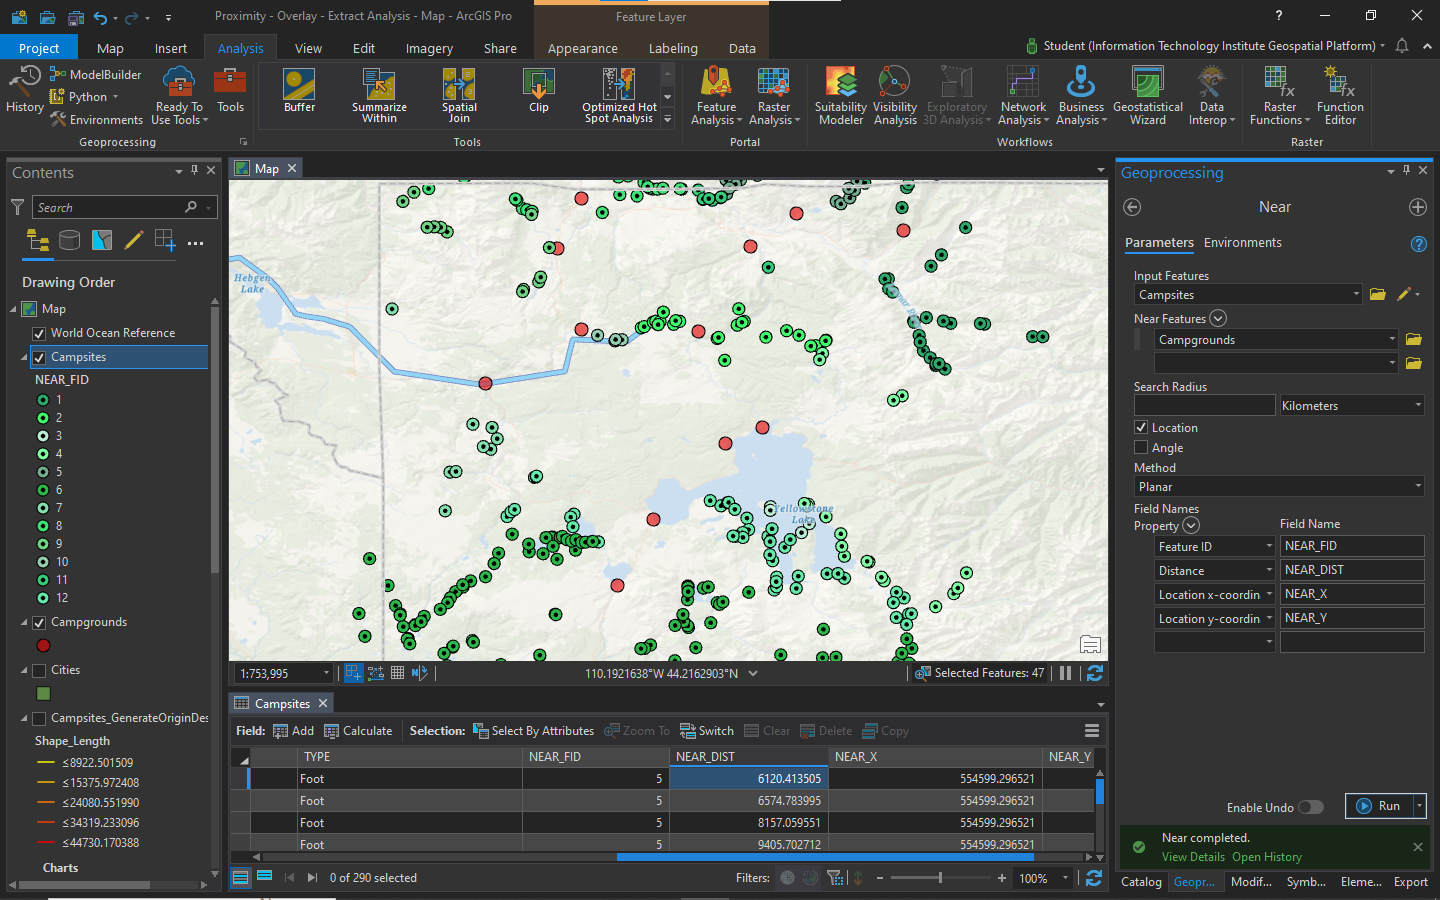 Proximity - Overlay - Extract Analysis - Map - ArcGIS Pro
Feature Layer
?
Project
Map
Insert
Analysis
View
Edit
Imagery
Share
Appearance
Labeling
Data
Student (Information Technology Institute Geospatial Platform)
History
ModelBuilder
Python
Environments
Ready To
Use Tools
Tools
Geoprocessing
Buffer
Summarize
Within
Spatial
Join
Clip
Optimized Hot
Spot Analysis
Tools
Feature
Analysis
Raster
Analysis
Portal
Suitability
Modeler
Visibility
Analysis
Exploratory
3D Analysis
Network
Analysis
Business
Analysis
Geostatistical
Wizard
Data
Interop
Workflows
Raster
Functions
Function
Editor
Raster
Contents
Search
Drawing Order
Map
World Ocean Reference
Campsites
NEAR_FID
1
2
3
4
5
6
7
8
9
10
11
12
Campgrounds
Cities
Campsites_GenerateOriginDes
Shape_Length
≤8922.501509
≤15375.972408
≤24080.551990
≤34319.233096
≤44730.170388
Charts
Map
Hebgen
Lake
Yellowstone
Lake
1:753,995
110.1921638°W 44.2162903°N
Selected Features: 47
Campsites
Field:
Add
Calculate
Selection:
Select By Attributes
Zoom To
Switch
Clear
Delete
Copy
TYPE NEAR_FID NEAR_DIST NEAR_X NEAR_Y
Foot 5 6120.413505 554599.296521
Foot 5 6574.783995 554599.296521
Foot 5 8157.059551 554599.296521
Foot 5 9405.702712 554599.296521
0 of 290 selected
Filters:
100%
Geoprocessing
Near
Parameters
Environments
?
Input Features
Campsites
Near Features
Campgrounds
Search Radius
Kilometers
Location
Angle
Method
Planar
Field Names
Property
Field Name
Feature ID NEAR_FID
Distance NEAR_DIST
Location x-coordin NEAR_X
Location y-coordin NEAR_Y
Enable Undo
Run
Near completed.
View Details Open History
Catalog
Geopr...
Modif...
Symb...
Eleme...
Export